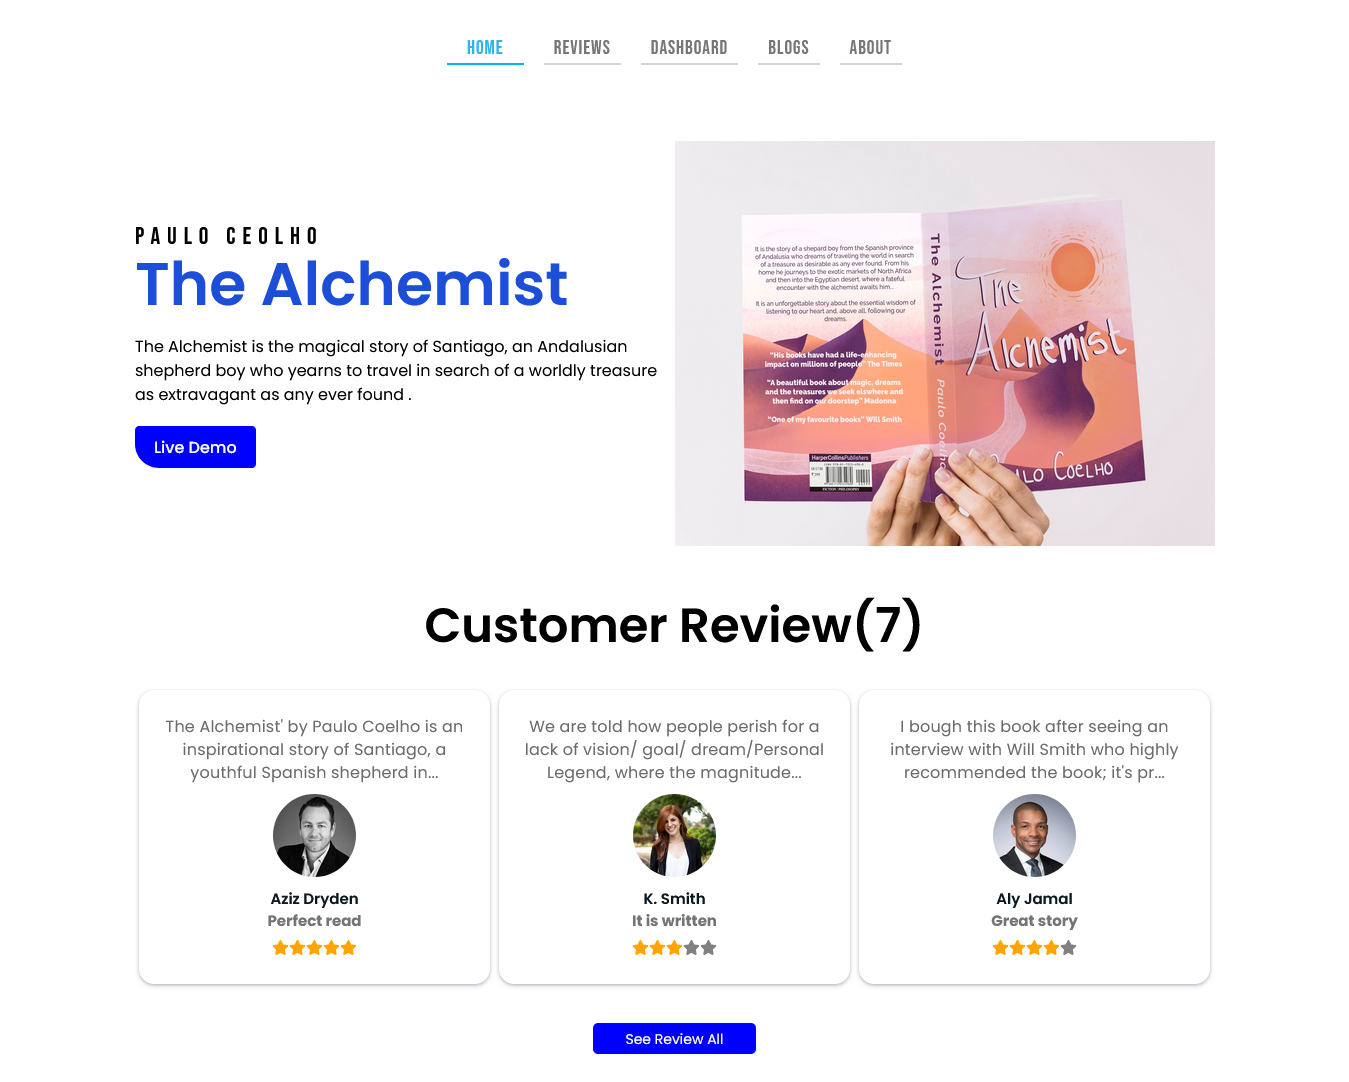 HOME
REVIEWS
DASHBOARD
BLOGS
ABOUT
PAULO CEOLHO
The Alchemist
The Alchemist is the magical story of Santiago, an Andalusian
shepherd boy who yearns to travel in search of a worldly treasure
as extravagant as any ever found .
Live Demo
It is the story of a shepard boy from the Spanish province
of Andalusia who dreams of traveling the world in search
of a treasure as desirable as any ever found. From his
home he journeys to the exotic markets of North Africa
and then into the Egyptian desert, where a fateful
encounter with the alchemist awaits him...
It is an unforgettable story about the essential wisdom of
listening to our heart and, above all, following our
dreams.
"His books have had a life-enhancing
impact on millions of people" The Times
"A beautiful book about magic, dreams
and the treasures we seek elsewhere and
then find on our doorstep" Madonna
"One of my favourite books" Will Smith
HarperCollinsPublishers
FICTION / PHILOSOPHY
The Alchemist
Paulo Coelho
The
Alchemist
ULO COELHO
Customer Review(7)
The Alchemist' by Paulo Coelho is an
inspirational story of Santiago, a
youthful Spanish shepherd in...
Aziz Dryden
Perfect read
We are told how people perish for a
lack of vision/ goal/ dream/Personal
Legend, where the magnitude...
K. Smith
It is written
I bough this book after seeing an
interview with Will Smith who highly
recommended the book; it's pr...
Aly Jamal
Great story
See Review All